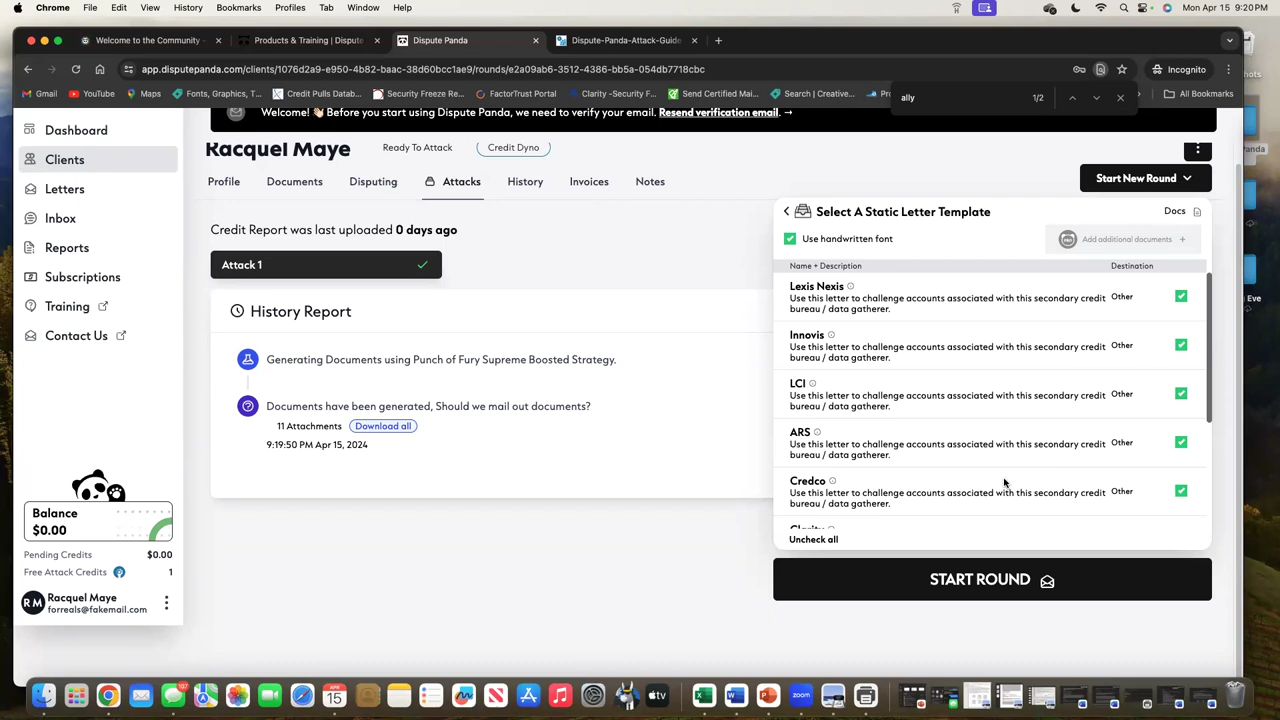 Chrome File Edit View History Bookmarks Profiles Tab Window Help Mon Apr 15 9:20 PM
Welcome to the Community - Products & Training | Dispute Dispute Panda Dispute-Panda-Attack-Guide-
app.disputepanda.com/clients/1076d2a9-e950-4b82-baac-38d60bcc1ae9/rounds/e2a09ab6-3512-4386-bb5a-054db7718cbc Incognito
Gmail YouTube Maps Fonts, Graphics, T... Credit Pulls Datab... Security Freeze Re... FactorTrust Portal Clarity -Security F... Send Certified Mai... Search | Creative... All Bookmarks
ally 1/2
Welcome! 👋 Before you start using Dispute Panda, we need to verify your email. Resend verification email. →
Dashboard
Clients
Letters
Inbox
Reports
Subscriptions
Training
Contact Us
Balance
$0.00
Pending Credits $0.00
Free Attack Credits 1
RM Racquel Maye
forreals@fakemail.com
Racquel Maye Ready To Attack Credit Dyno
Profile Documents Disputing Attacks History Invoices Notes
Start New Round
Credit Report was last uploaded 0 days ago
Attack 1
History Report
Generating Documents using Punch of Fury Supreme Boosted Strategy.
Documents have been generated, Should we mail out documents?
11 Attachments Download all
9:19:50 PM Apr 15, 2024
Select A Static Letter Template Docs
Use handwritten font PRO Add additional documents +
Name + Description Destination
Lexis Nexis
Use this letter to challenge accounts associated with this secondary credit Other
bureau / data gatherer.
Innovis
Use this letter to challenge accounts associated with this secondary credit Other
bureau / data gatherer.
LCI
Use this letter to challenge accounts associated with this secondary credit Other
bureau / data gatherer.
ARS
Use this letter to challenge accounts associated with this secondary credit Other
bureau / data gatherer.
Credco
Use this letter to challenge accounts associated with this secondary credit Other
bureau / data gatherer.
Clarity
Uncheck all
START ROUND